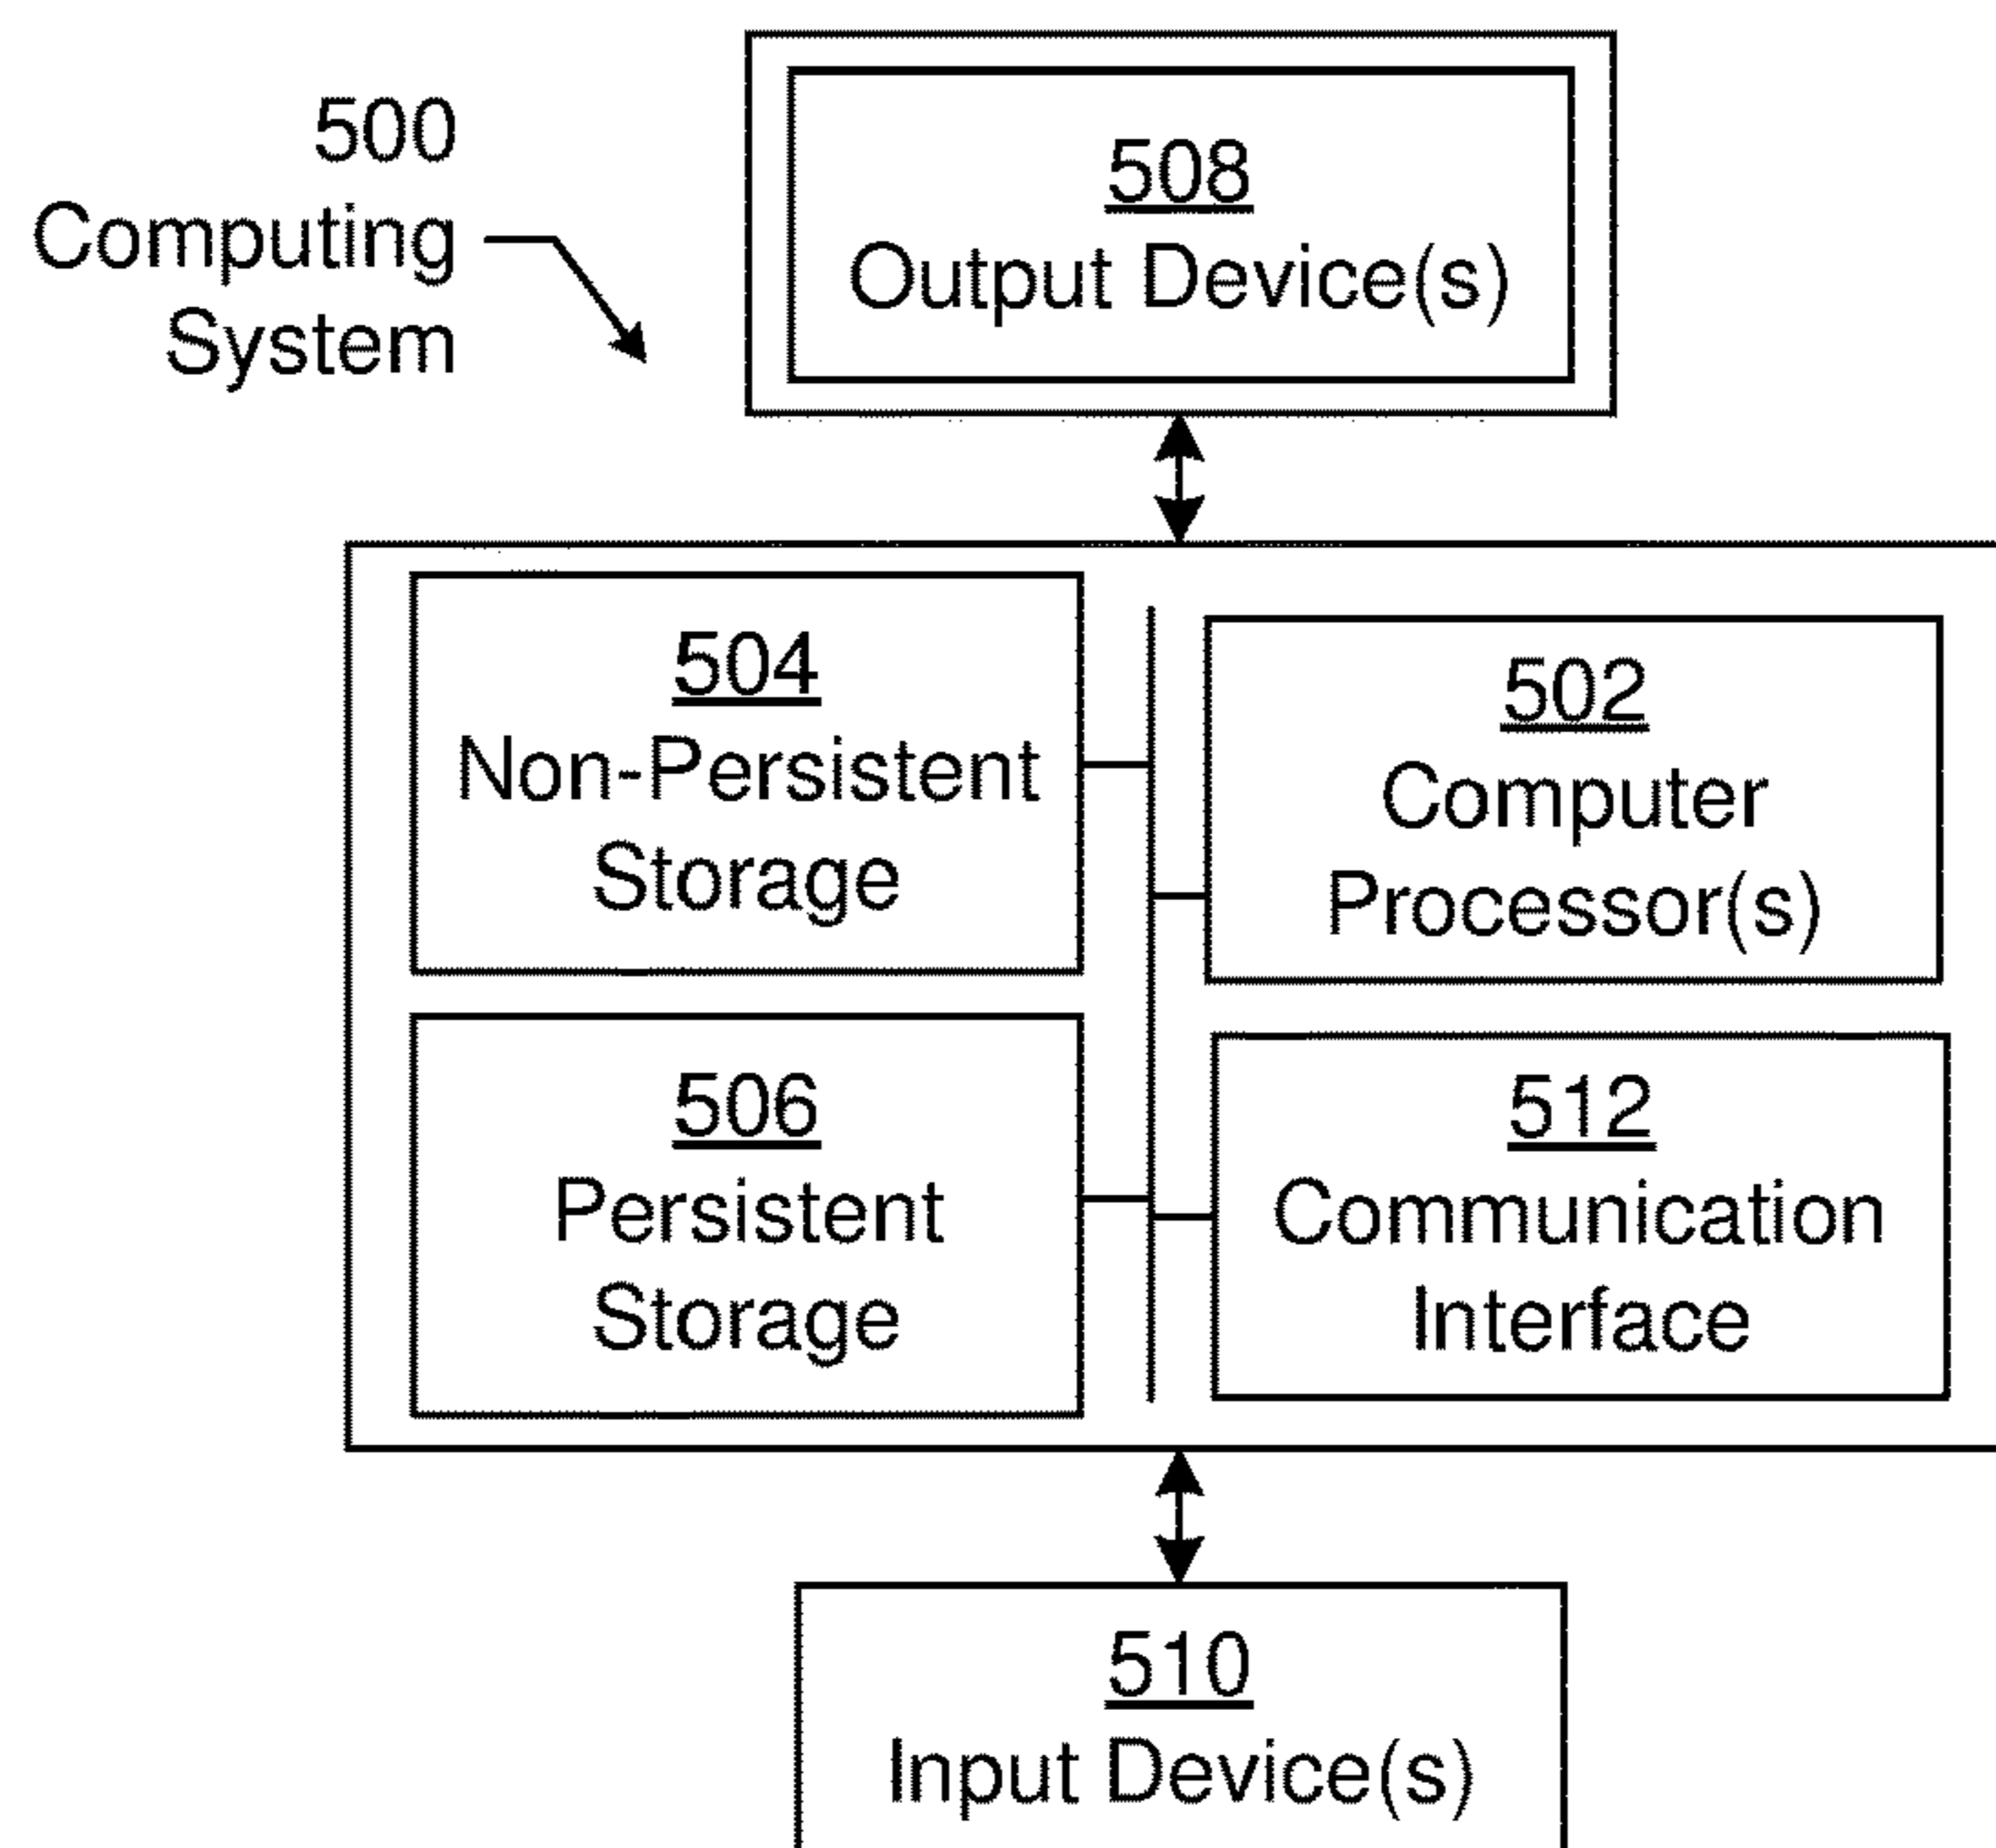 500
Computing
System
508
Output Device(s)
504
Non-Persistent
Storage
502
Computer
Processor(s)
506
Persistent
Storage
512
Communication
Interface
510
Input Device(s)